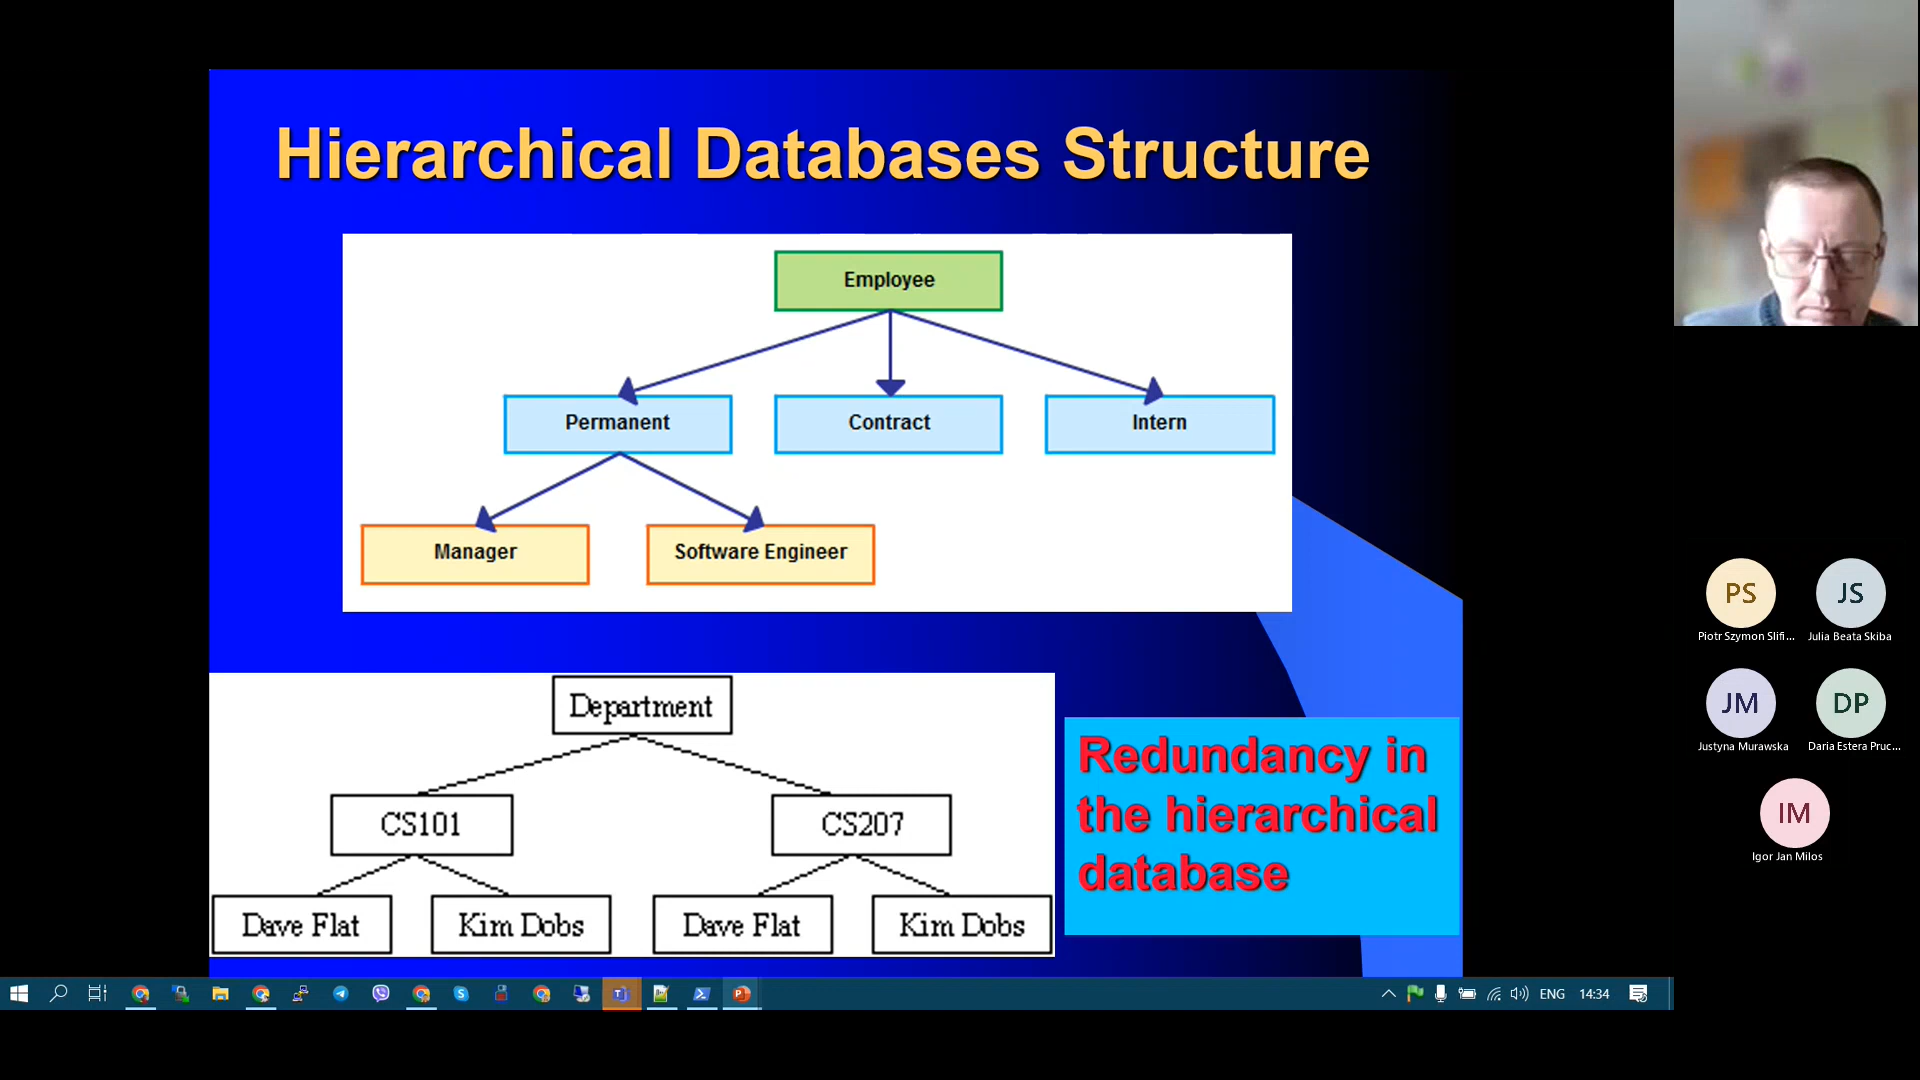 Hierarchical Databases Structure
Employee
Permanent
Contract
Intern
Manager
Software Engineer
Department
CS101
CS207
Dave Flat
Kim Dobs
Dave Flat
Kim Dobs
Redundancy in
the hierarchical
database
PS
JS
Piotr Szymon Slifi...
Julia Beata Skiba
JM
DP
Justyna Murawska
Daria Estera Pruc...
IM
Igor Jan Milos
ENG
14:34